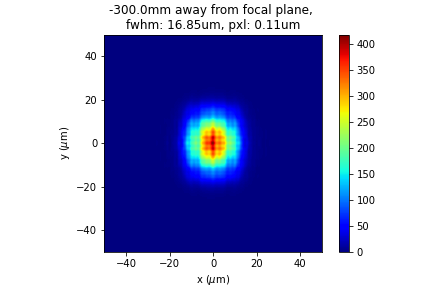 -300.0mm away from focal plane,
fwhm: 16.85um, pxl: 0.11um
40
20
0
−20
−40
y (μm)
−40 −20 0 20 40
x (μm)
400
350
300
250
200
150
100
50
0